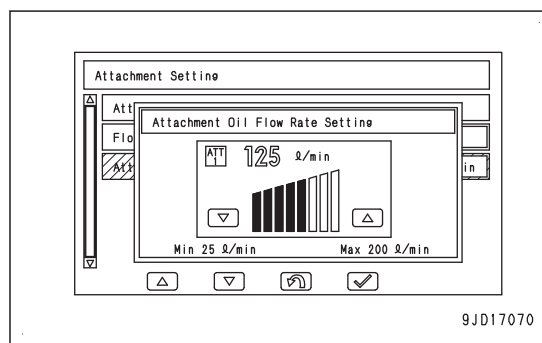 Attachment Setting
Att
Attachment Oil Flow Rate Setting
Flo
ATT 1 125 ℓ/min
Att
in
Min 25 ℓ/min Max 200 ℓ/min
9JD17070